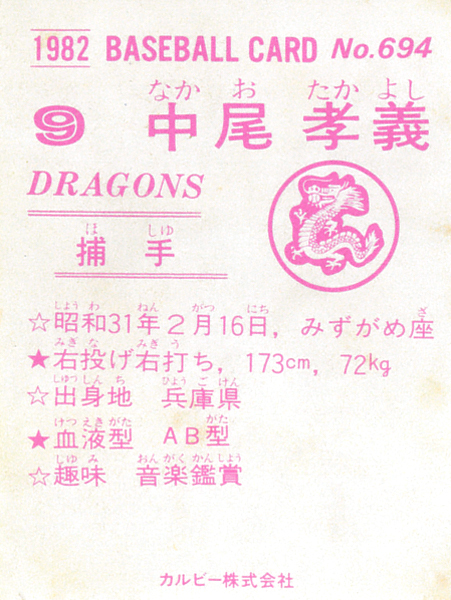 1982 BASEBALL CARD No.694
なか お たか よし
9 中尾 孝義
DRAGONS
ほ しゅ
捕手
しょう わ ねん がつ にち ざ
☆昭和31年2月16日, みずがめ座
みぎ な みぎ う
★右投げ右打ち, 173cm, 72kg
しゅっ しん ち ひょう ご けん
☆出身地 兵庫県
けつ えき がた がた
★血液型 AB型
しゅ み おん がく かん しょう
☆趣味 音楽鑑賞
カルビー株式会社